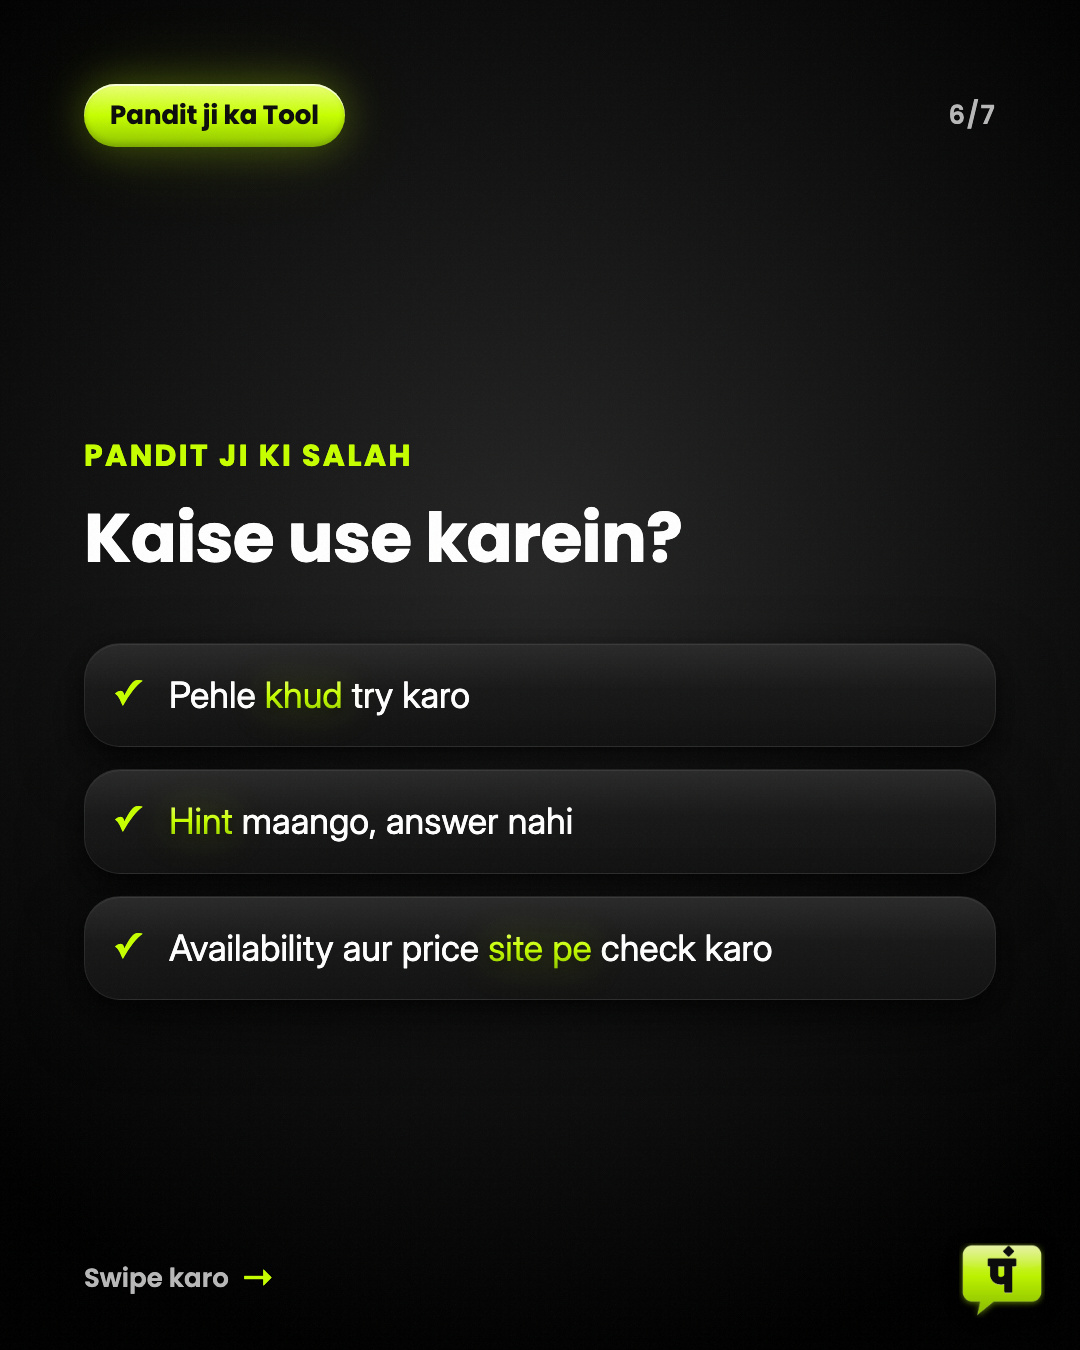 Pandit ji ka Tool
6/7
PANDIT JI KI SALAH
Kaise use karein?
✓ Pehle khud try karo
✓ Hint maango, answer nahi
✓ Availability aur price site pe check karo
Swipe karo →
पं